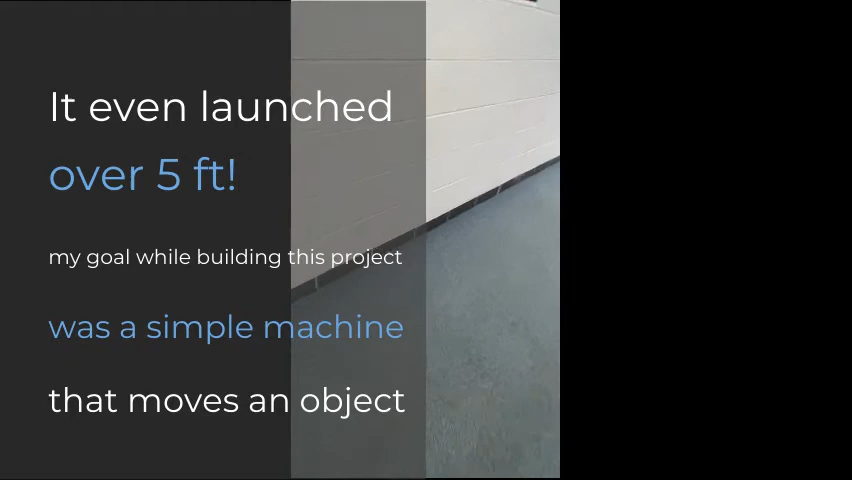 It even launched
over 5 ft!
my goal while building this project
was a simple machine
that moves an object